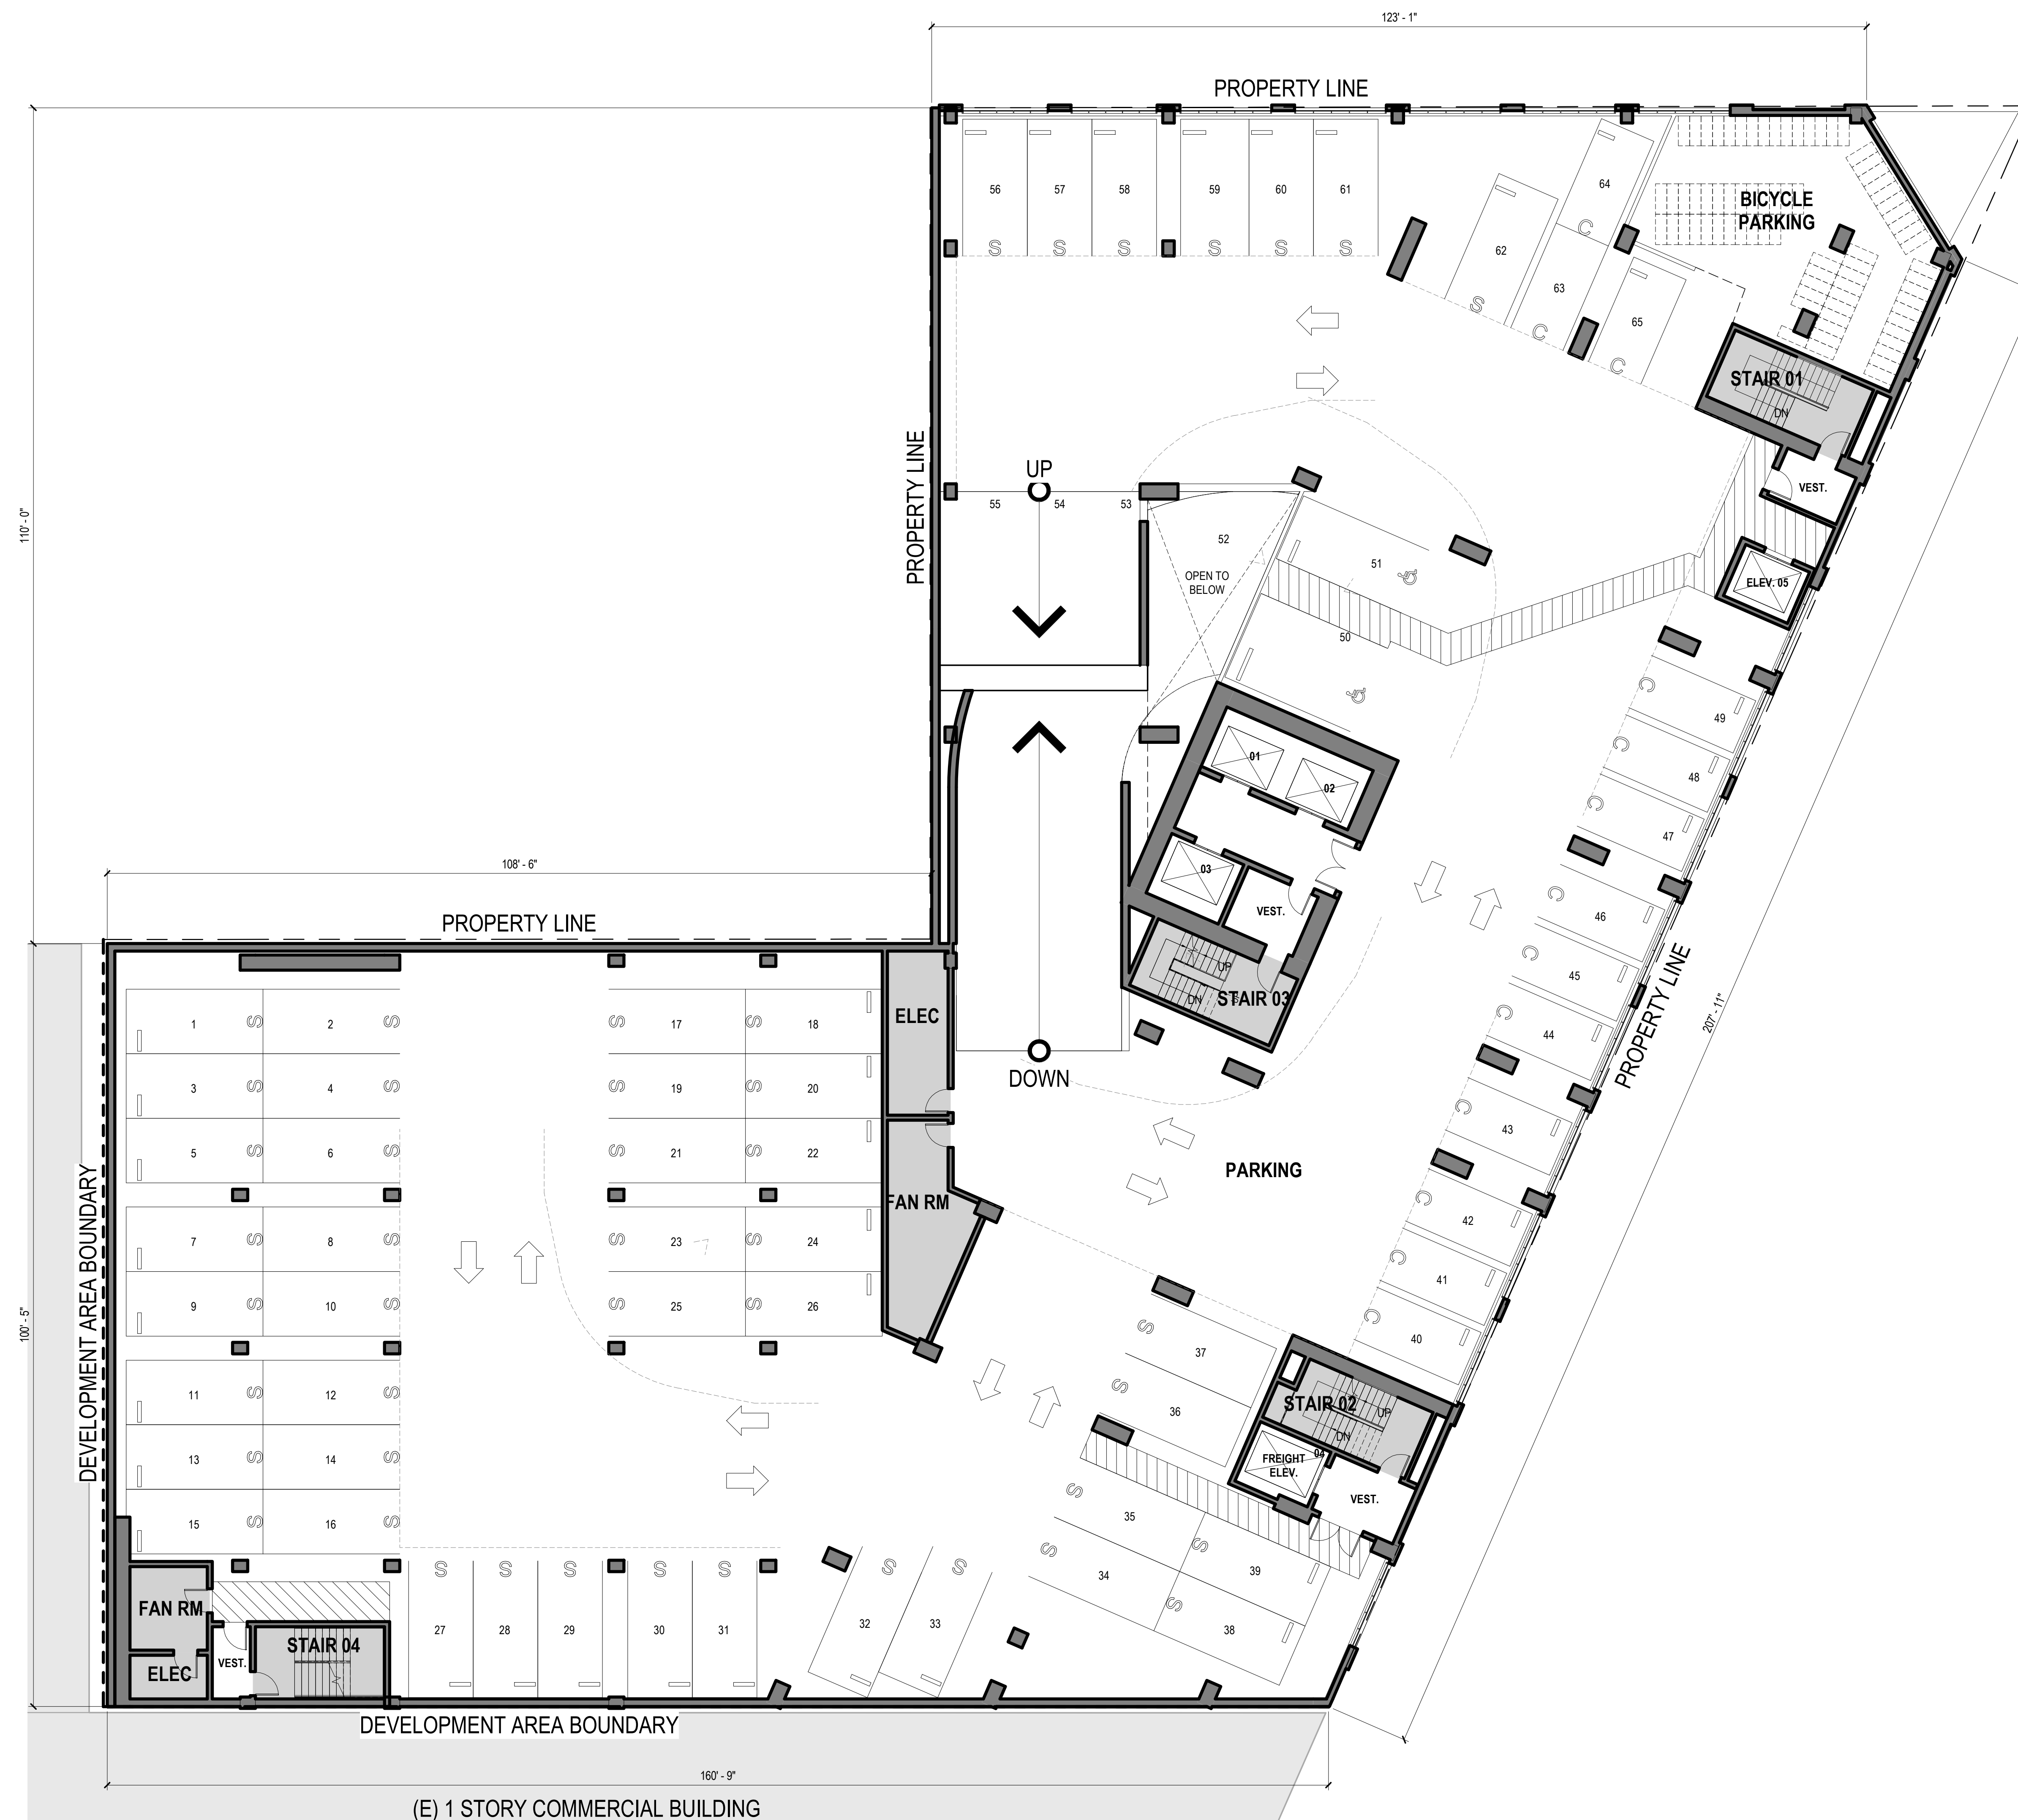 123' - 1"
PROPERTY LINE
56
57
58
59
60
61
S
S
S
S
S
S
62
S
63
C
64
C
65
C
BICYCLE
PARKING
STAIR 01
DN
VEST.
ELEV. 05
PROPERTY LINE
110' - 0"
UP
55
54
53
52
OPEN TO
BELOW
51
50
01
02
03
VEST.
UP
DN
S
STAIR 03
49
C
48
C
47
C
46
C
45
C
44
C
43
C
42
C
41
C
40
C
PROPERTY LINE
207' - 11"
108' - 6"
PROPERTY LINE
1
S
2
S
17
S
18
S
3
S
4
S
19
S
20
S
5
S
6
S
21
S
22
S
7
S
8
S
23
S
24
S
9
S
10
S
25
S
26
S
11
S
12
S
13
S
14
S
15
S
16
S
ELEC
FAN RM
DOWN
PARKING
DEVELOPMENT AREA BOUNDARY
100' - 5"
37
S
36
S
35
S
34
S
39
S
38
S
STAIR 02
UP
DN
FREIGHT
ELEV.
04
VEST.
S
S
S
S
S
S
S
27
28
29
30
31
32
33
FAN RM
ELEC
VEST.
STAIR 04
DEVELOPMENT AREA BOUNDARY
160' - 9"
(E) 1 STORY COMMERCIAL BUILDING